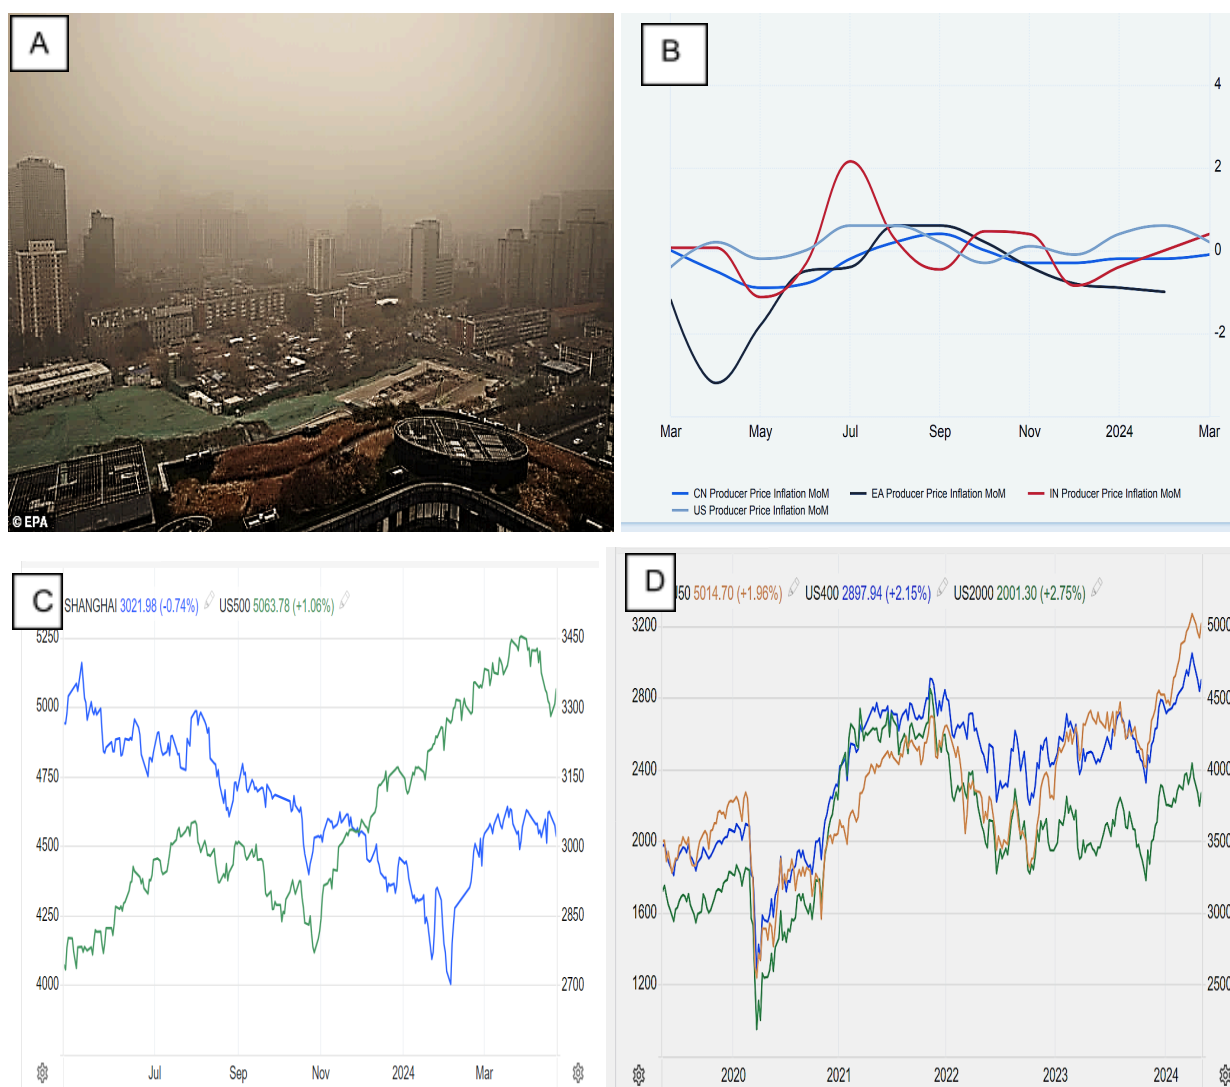 A
© EPA
B
4
2
0
-2
Mar May Jul Sep Nov 2024 Mar
CN Producer Price Inflation MoM EA Producer Price Inflation MoM IN Producer Price Inflation MoM
US Producer Price Inflation MoM
C
SHANGHAI 3021.98 (-0.74%) US500 5063.78 (+1.06%)
5250 3450
5000 3300
4750 3150
4500 3000
4250 2850
4000 2700
Jul Sep Nov 2024 Mar
D
50 5014.70 (+1.96%) US400 2897.94 (+2.15%) US2000 2001.30 (+2.75%)
3200 5000
2800 4500
2400 4000
2000 3500
1600 3000
1200 2500
2020 2021 2022 2023 2024